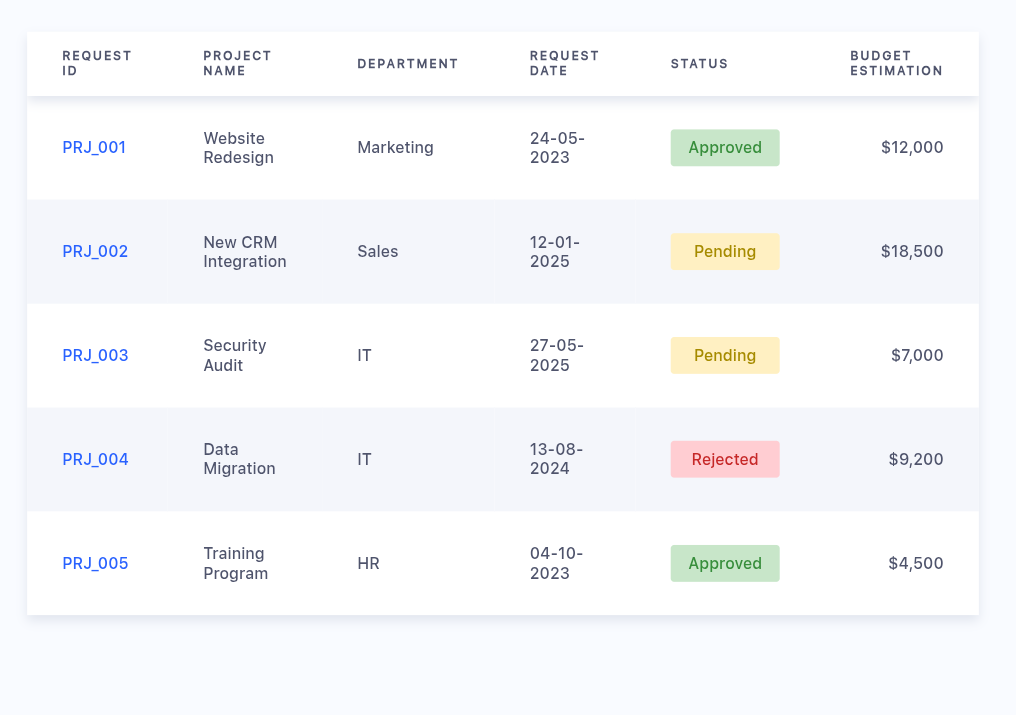 REQUEST ID PROJECT NAME DEPARTMENT REQUEST DATE STATUS BUDGET ESTIMATION
PRJ_001 Website Redesign Marketing 24-05-2023 Approved $12,000
PRJ_002 New CRM Integration Sales 12-01-2025 Pending $18,500
PRJ_003 Security Audit IT 27-05-2025 Pending $7,000
PRJ_004 Data Migration IT 13-08-2024 Rejected $9,200
PRJ_005 Training Program HR 04-10-2023 Approved $4,500